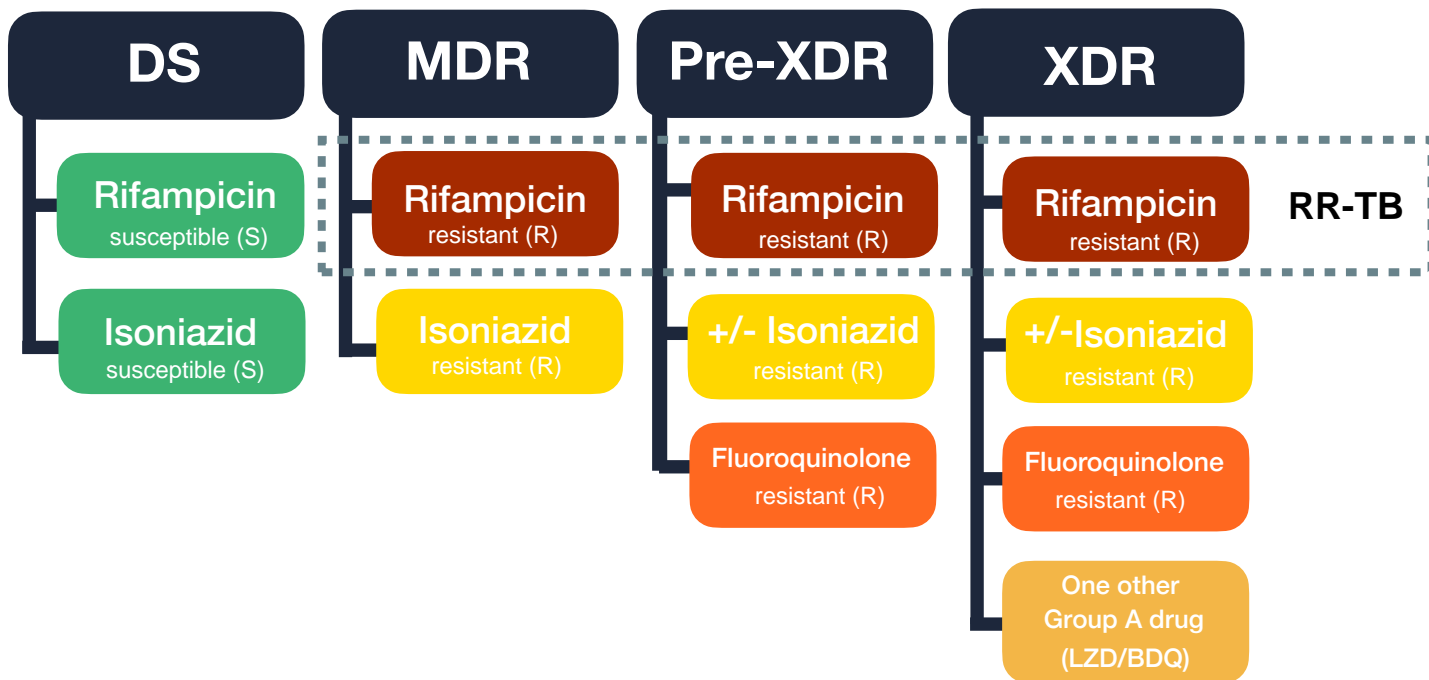 DS
MDR
Pre-XDR
XDR
Rifampicin
susceptible (S)
Rifampicin
resistant (R)
Rifampicin
resistant (R)
Rifampicin
resistant (R)
RR-TB
Isoniazid
susceptible (S)
Isoniazid
resistant (R)
+/- Isoniazid
resistant (R)
+/-Isoniazid
resistant (R)
Fluoroquinolone
resistant (R)
Fluoroquinolone
resistant (R)
One other
Group A drug
(LZD/BDQ)